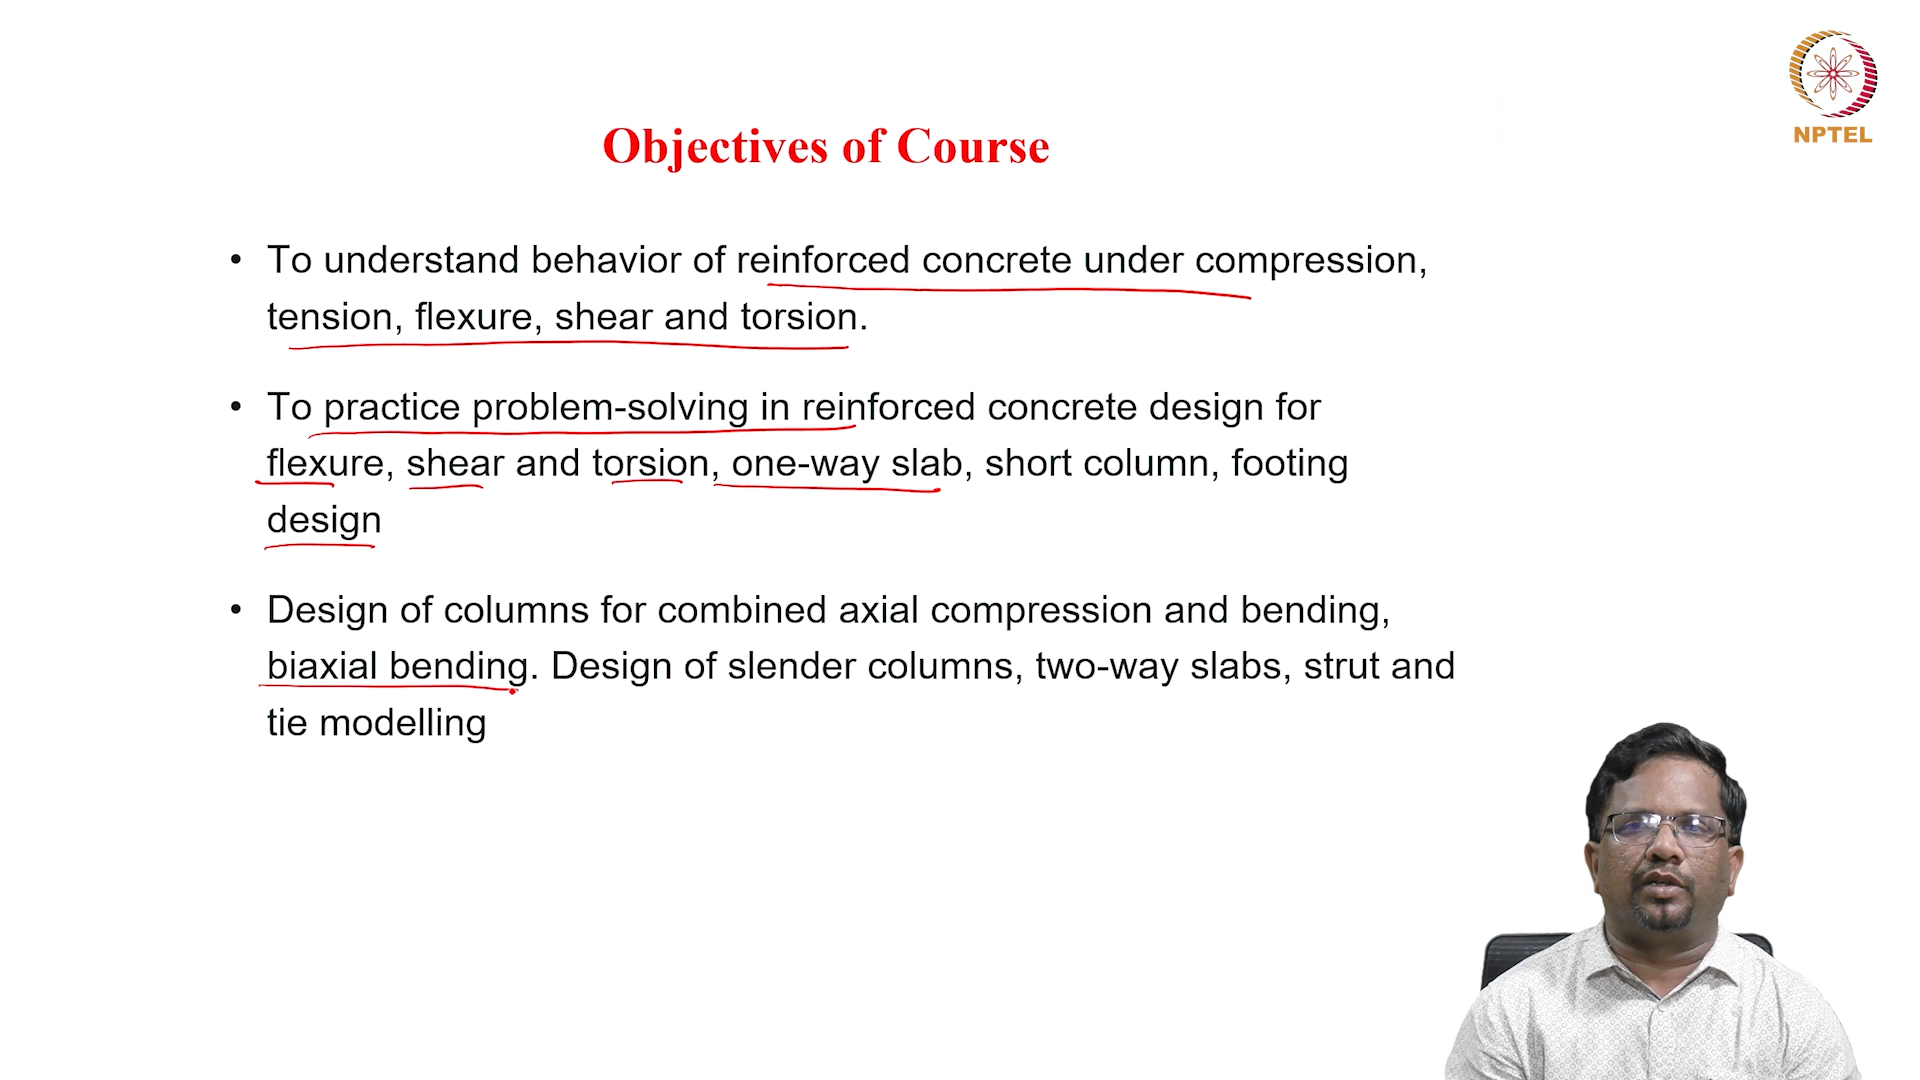 NPTEL
Objectives of Course
• To understand behavior of reinforced concrete under compression,
tension, flexure, shear and torsion.
• To practice problem-solving in reinforced concrete design for
flexure, shear and torsion, one-way slab, short column, footing
design
• Design of columns for combined axial compression and bending,
biaxial bending. Design of slender columns, two-way slabs, strut and
tie modelling